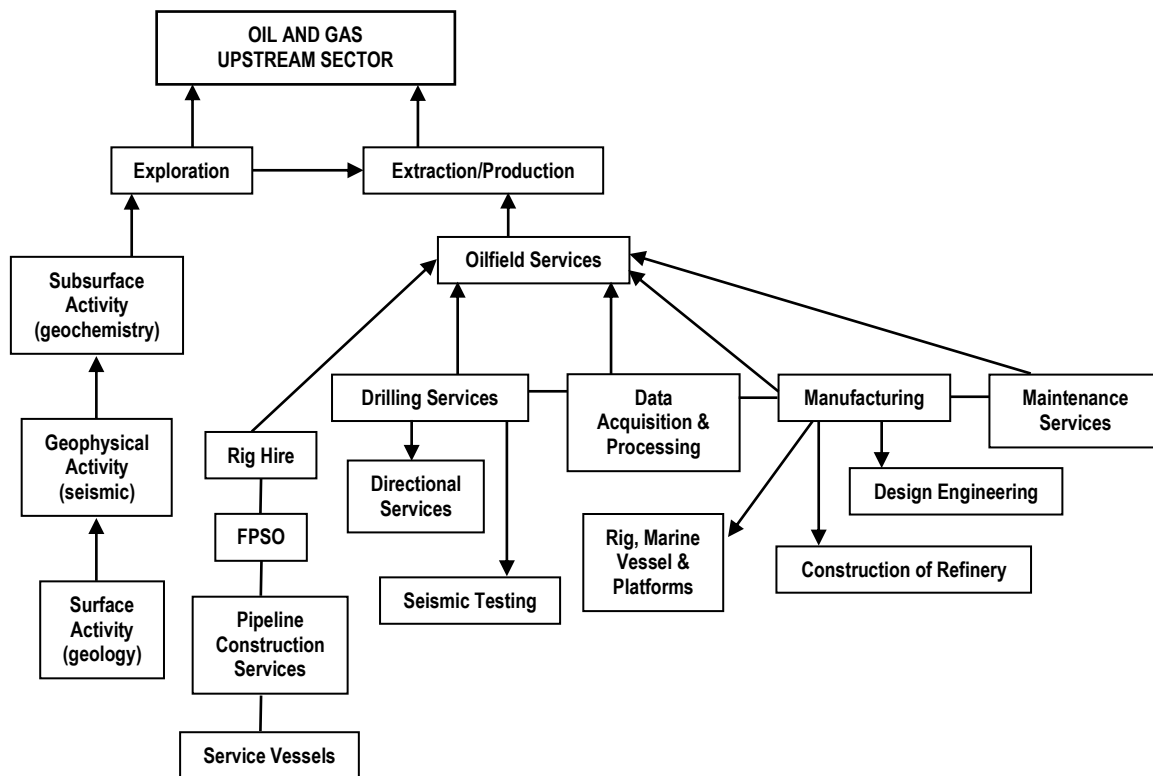 OIL AND GAS
UPSTREAM SECTOR
Exploration
Extraction/Production
Oilfield Services
Subsurface
Activity
(geochemistry)
Drilling Services
Data
Acquisition &
Processing
Manufacturing
Maintenance
Services
Geophysical
Activity
(seismic)
Rig Hire
Directional
Services
Design Engineering
FPSO
Rig, Marine
Vessel &
Platforms
Construction of Refinery
Seismic Testing
Surface
Activity
(geology)
Pipeline
Construction
Services
Service Vessels